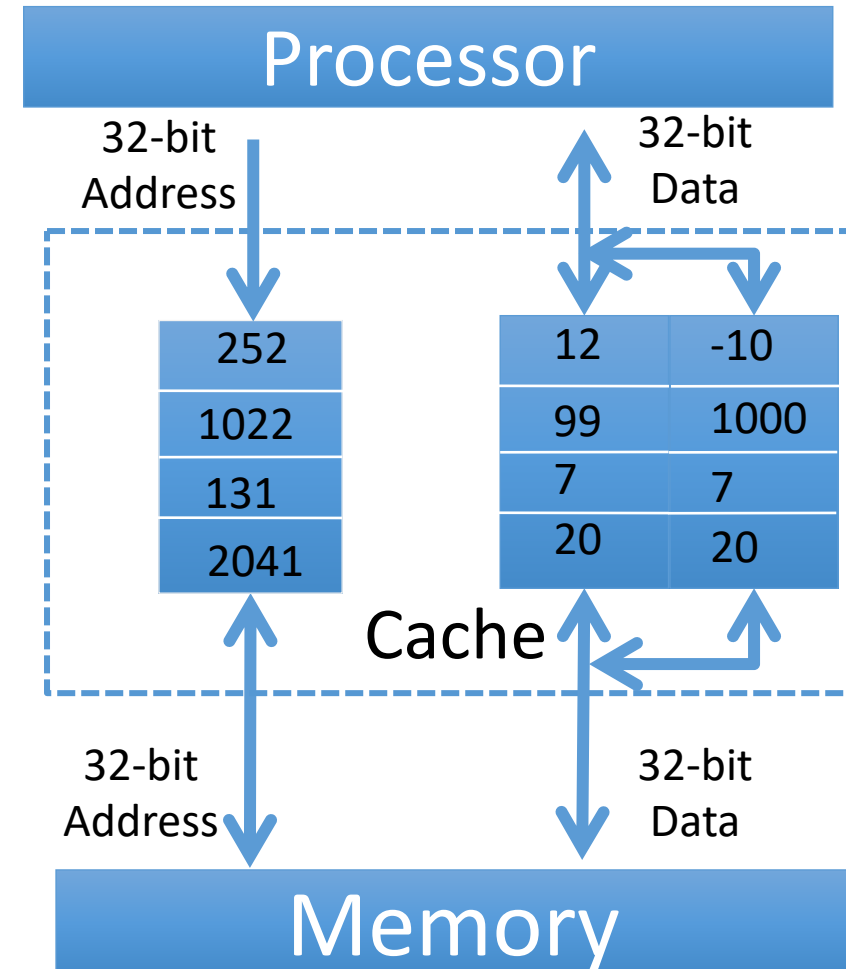 Processor
32-bit
Address
32-bit
Data
252
12 -10
1022
99 1000
131
7 7
2041
20 20
Cache
32-bit
Address
32-bit
Data
Memory